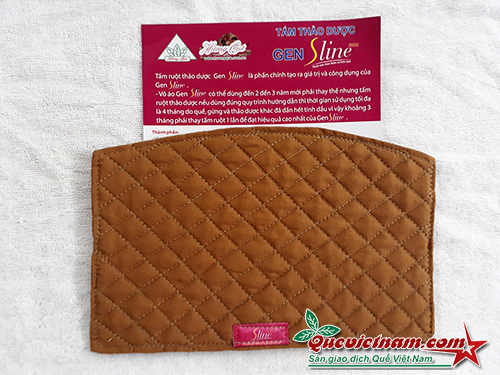 TẤM THẢO DƯỢC
GEN Sline
Tấm ruột thảo dược Gen Sline là phần chính tạo ra giá trị và công dụng của
Gen Sline.
- Vỏ áo Gen Sline có thể dùng đến 2 đến 3 năm mới phải thay thế nhưng tấm
ruột thảo dược nếu dùng đúng quy trình hướng dẫn thì thời gian sử dụng tối đa
là 4 tháng do quế, gừng và thảo dược khác đã dần hết tinh dầu vì vậy khoảng 3
tháng phải thay tấm ruột 1 lần để đạt hiệu quả cao nhất của Gen Sline.
Thành phần:
Sline
Quevietnam.com
Sàn giao dịch Quế Việt Nam